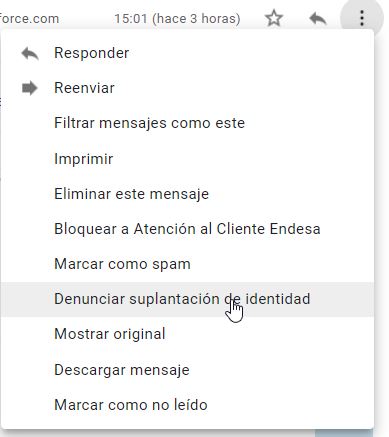 force.com 15:01 (hace 3 horas)
Responder
Reenviar
Filtrar mensajes como este
Imprimir
Eliminar este mensaje
Bloquear a Atención al Cliente Endesa
Marcar como spam
Denunciar suplantación de identidad
Mostrar original
Descargar mensaje
Marcar como no leído